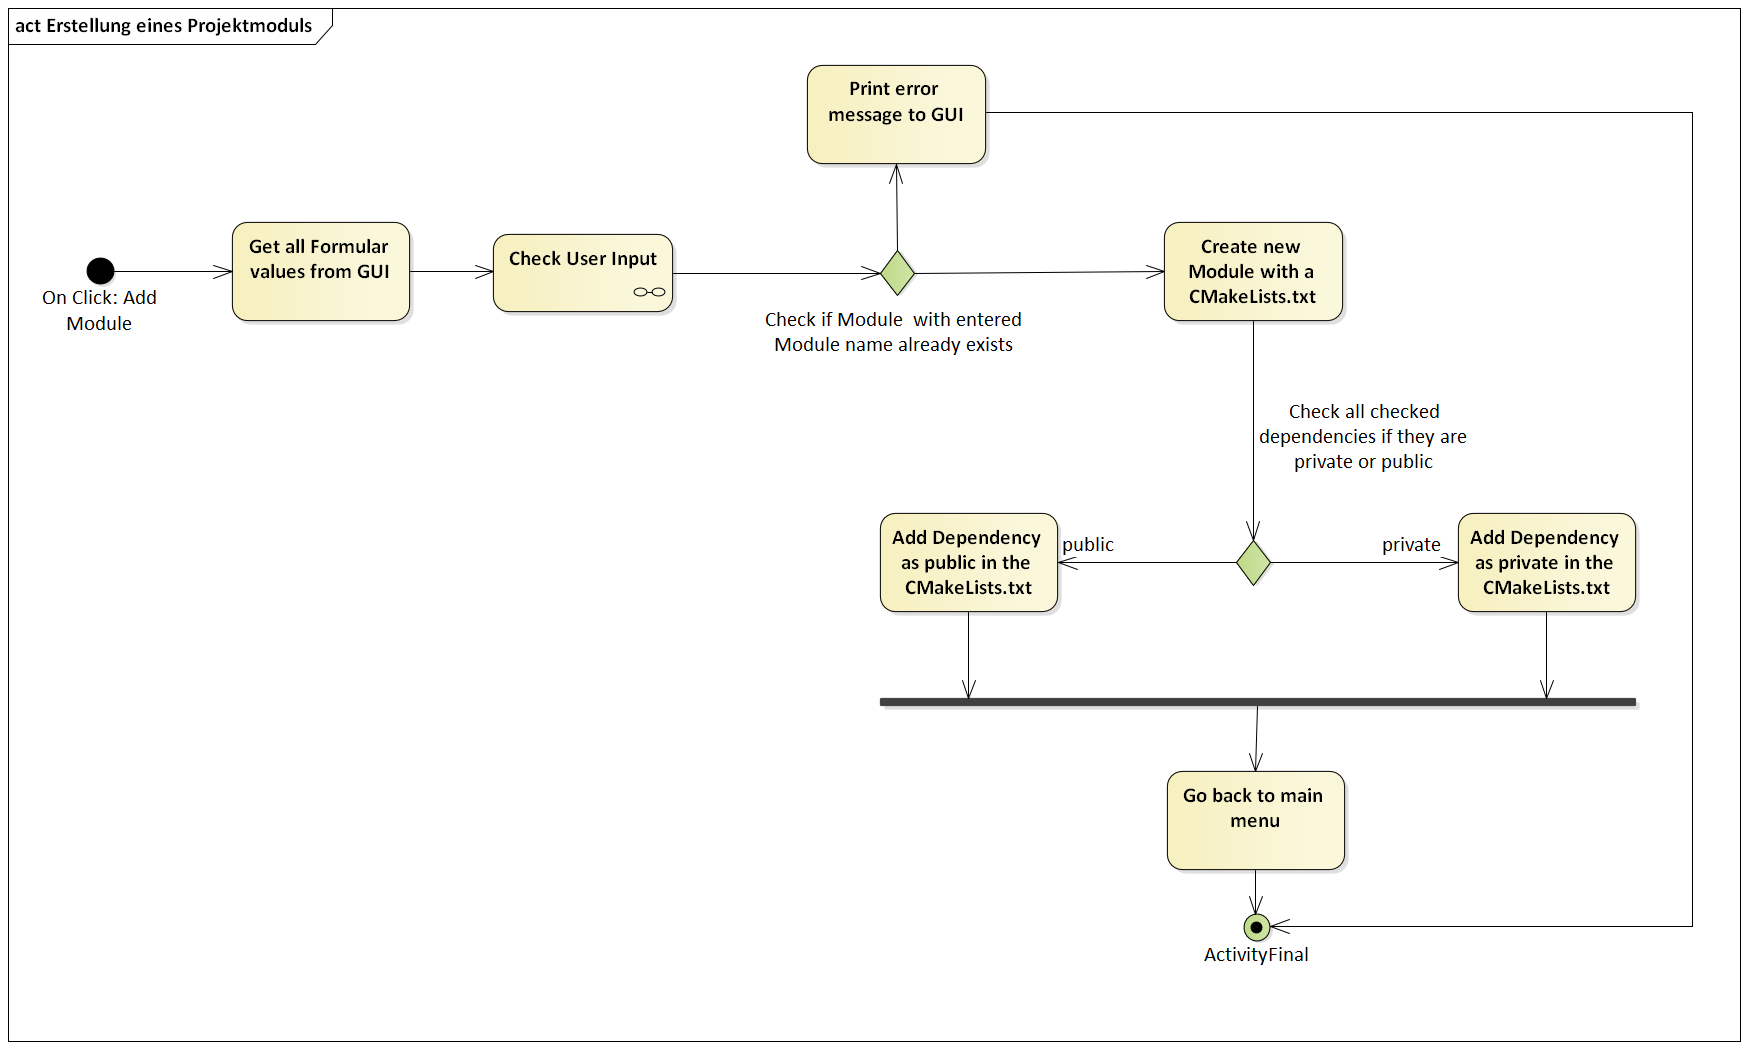 act Erstellung eines Projektmoduls
Print error
message to GUI
Get all Formular
values from GUI
Check User Input
Create new
Module with a
CMakeLists.txt
On Click: Add
Module
Check if Module  with entered
Module name already exists
Check all checked
dependencies if they are
private or public
Add Dependency
as public in the
CMakeLists.txt
public
private
Add Dependency
as private in the
CMakeLists.txt
Go back to main
menu
ActivityFinal